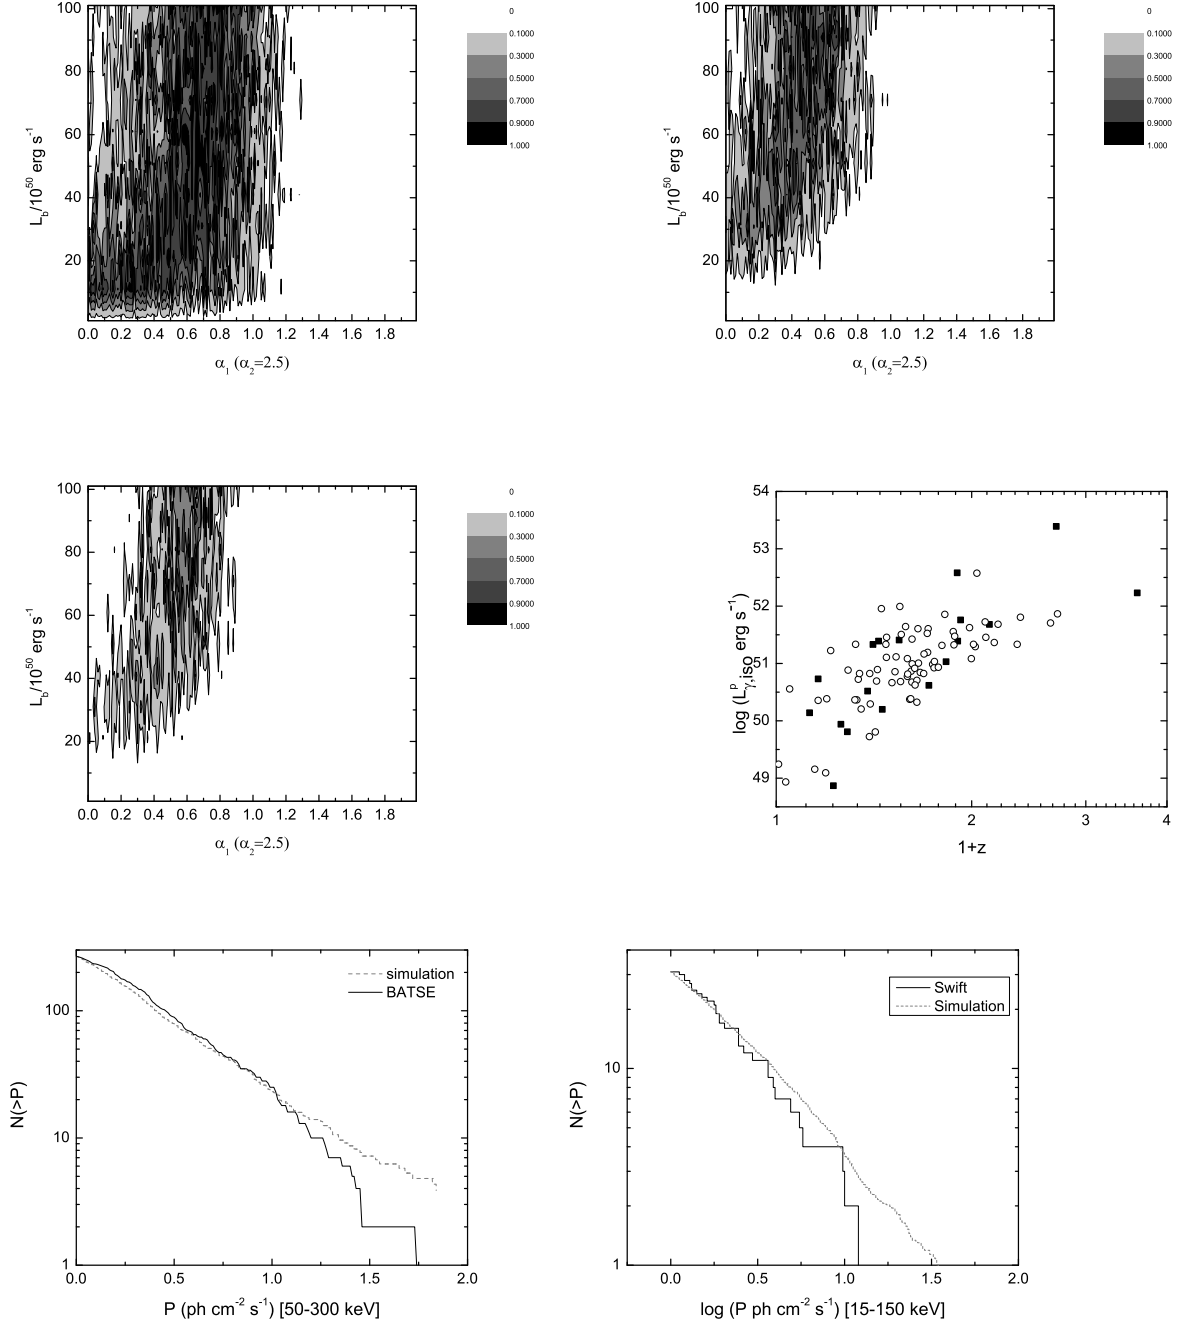 100
80
60
40
20
L_b/10^50 erg s^-1
0.0 0.2 0.4 0.6 0.8 1.0 1.2 1.4 1.6 1.8
α_1 (α_2=2.5)
0
0.1000
0.3000
0.5000
0.7000
0.9000
1.000
100
80
60
40
20
L_b/10^50 erg s^-1
0.0 0.2 0.4 0.6 0.8 1.0 1.2 1.4 1.6 1.8
α_1 (α_2=2.5)
0
0.1000
0.3000
0.5000
0.7000
0.9000
1.000
100
80
60
40
20
L_b/10^50 erg s^-1
0.0 0.2 0.4 0.6 0.8 1.0 1.2 1.4 1.6 1.8
α_1 (α_2=2.5)
0
0.1000
0.3000
0.5000
0.7000
0.9000
1.000
54
53
52
51
50
49
log (L^p_γ,iso erg s^-1)
1 2 3 4
1+z
100
10
1
N(>P)
simulation
BATSE
0.0 0.5 1.0 1.5 2.0
P (ph cm^-2 s^-1) [50-300 keV]
10
1
N(>P)
Swift
Simulation
0.0 0.5 1.0 1.5 2.0
log (P ph cm^-2 s^-1) [15-150 keV]